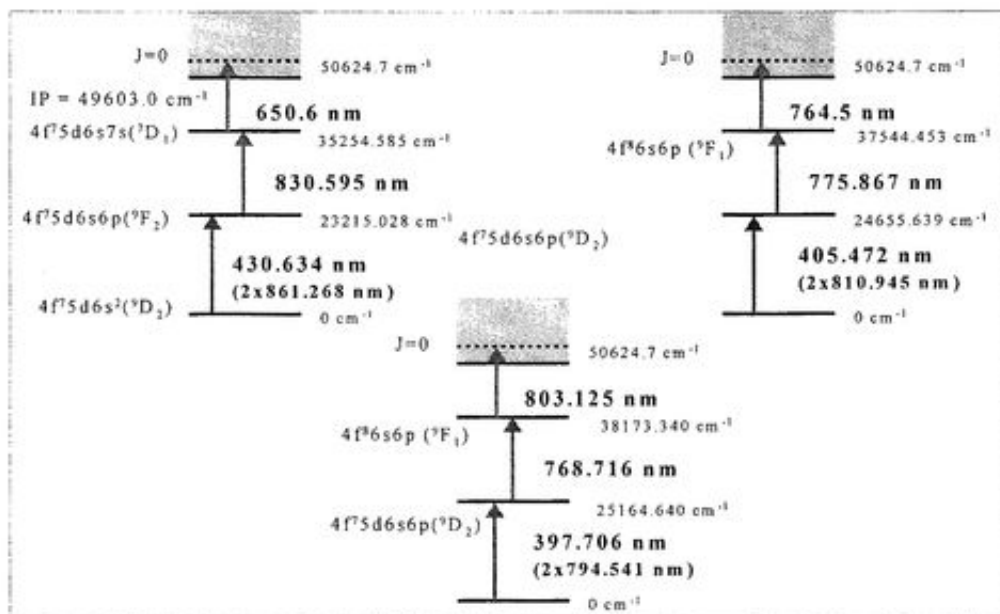 J=0
50624.7 cm⁻¹
IP = 49603.0 cm⁻¹
650.6 nm
4f⁷5d6s7s(⁷D₁)
35254.585 cm⁻¹
830.595 nm
4f⁷5d6s6p(⁹F₂)
23215.028 cm⁻¹
430.634 nm
(2x861.268 nm)
4f⁷5d6s²(⁹D₂)
0 cm⁻¹
J=0
50624.7 cm⁻¹
764.5 nm
37544.453 cm⁻¹
4f⁸6s6p (⁹F₁)
775.867 nm
24655.639 cm⁻¹
4f⁷5d6s6p(⁹D₂)
405.472 nm
(2x810.945 nm)
0 cm⁻¹
J=0
50624.7 cm⁻¹
803.125 nm
38173.340 cm⁻¹
4f⁸6s6p (⁹F₁)
768.716 nm
25164.640 cm⁻¹
4f⁷5d6s6p(⁹D₂)
397.706 nm
(2x794.541 nm)
0 cm⁻¹